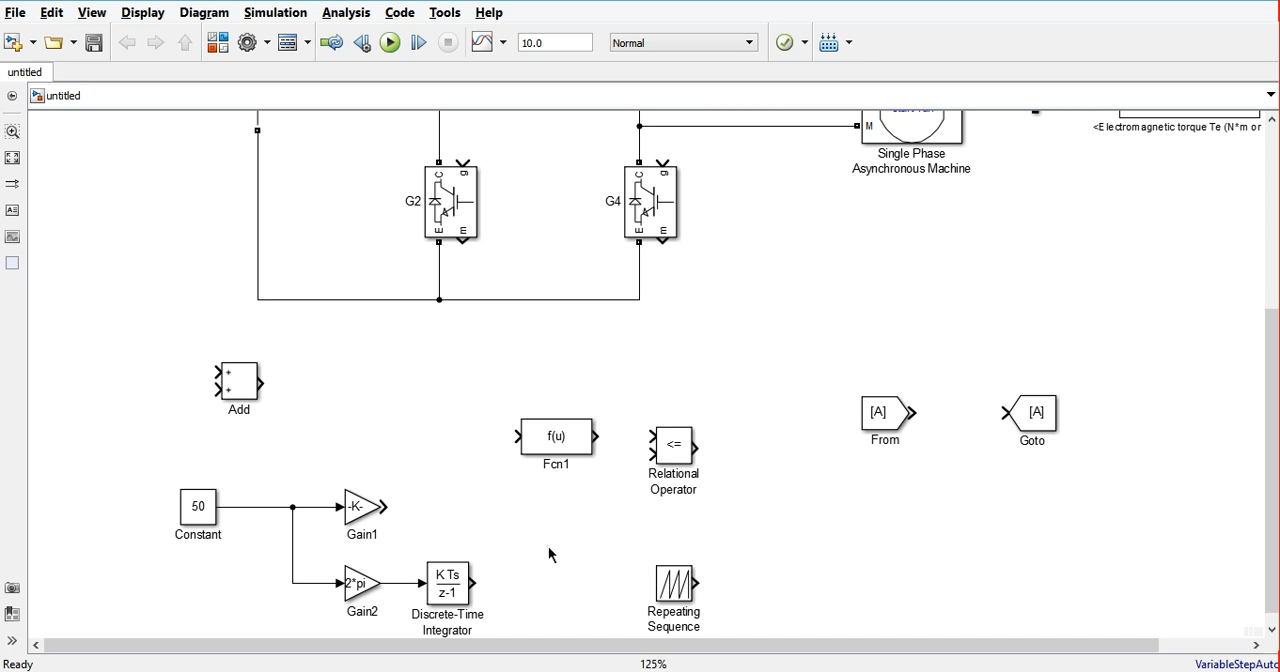 File Edit View Display Diagram Simulation Analysis Code Tools Help
10.0 Normal
untitled
untitled
M
<Electromagnetic torque Te (N*m or
Single Phase
Asynchronous Machine
C g
C g
G2
G4
E m
E m
+
+
Add
[A]
From
[A]
Goto
f(u)
Fcn1
<=
Relational
Operator
50
Constant
-K-
Gain1
2*pi
Gain2
K Ts
z-1
Discrete-Time
Integrator
Repeating
Sequence
Ready 125% VariableStepAuto